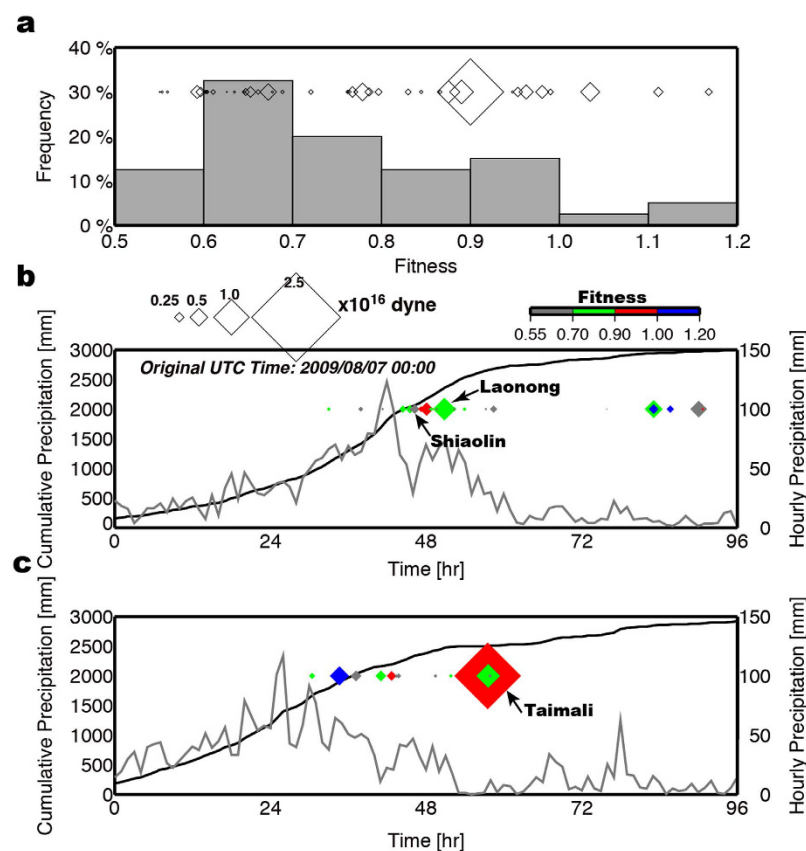 a
40 %
30 %
20 %
10 %
0 %
Frequency
0.5 0.6 0.7 0.8 0.9 1.0 1.1 1.2
Fitness
b
0.25 0.5 1.0 2.5 x10^16 dyne
Fitness
0.55 0.70 0.90 1.00 1.20
Original UTC Time: 2009/08/07 00:00
Cumulative Precipitation [mm]
3000
2500
2000
1500
1000
500
0
Laonong
Shiaolin
150
100
50
0
Hourly Precipitation [mm]
0 24 48 72 96
Time [hr]
c
Cumulative Precipitation [mm]
3000
2500
2000
1500
1000
500
0
Taimali
150
100
50
0
Hourly Precipitation [mm]
0 24 48 72 96
Time [hr]